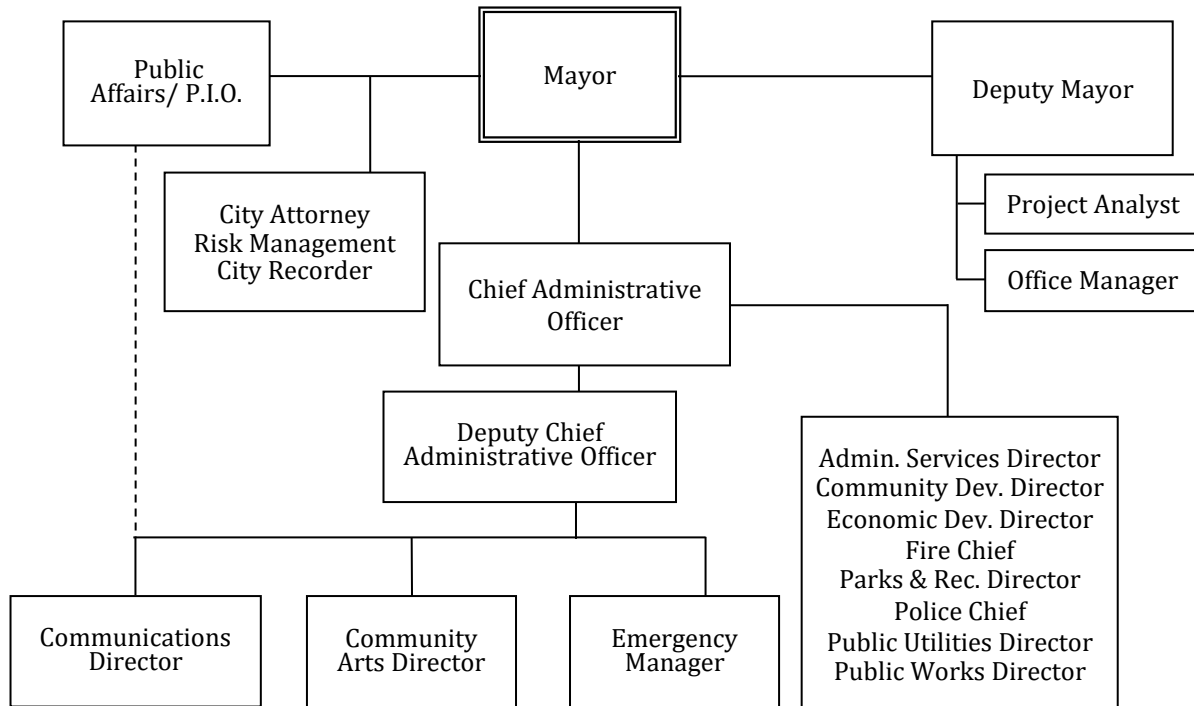 Public
Affairs/ P.I.O.
Mayor
Deputy Mayor
City Attorney
Risk Management
City Recorder
Project Analyst
Office Manager
Chief Administrative
Officer
Deputy Chief
Administrative Officer
Admin. Services Director
Community Dev. Director
Economic Dev. Director
Fire Chief
Parks & Rec. Director
Police Chief
Public Utilities Director
Public Works Director
Communications
Director
Community
Arts Director
Emergency
Manager